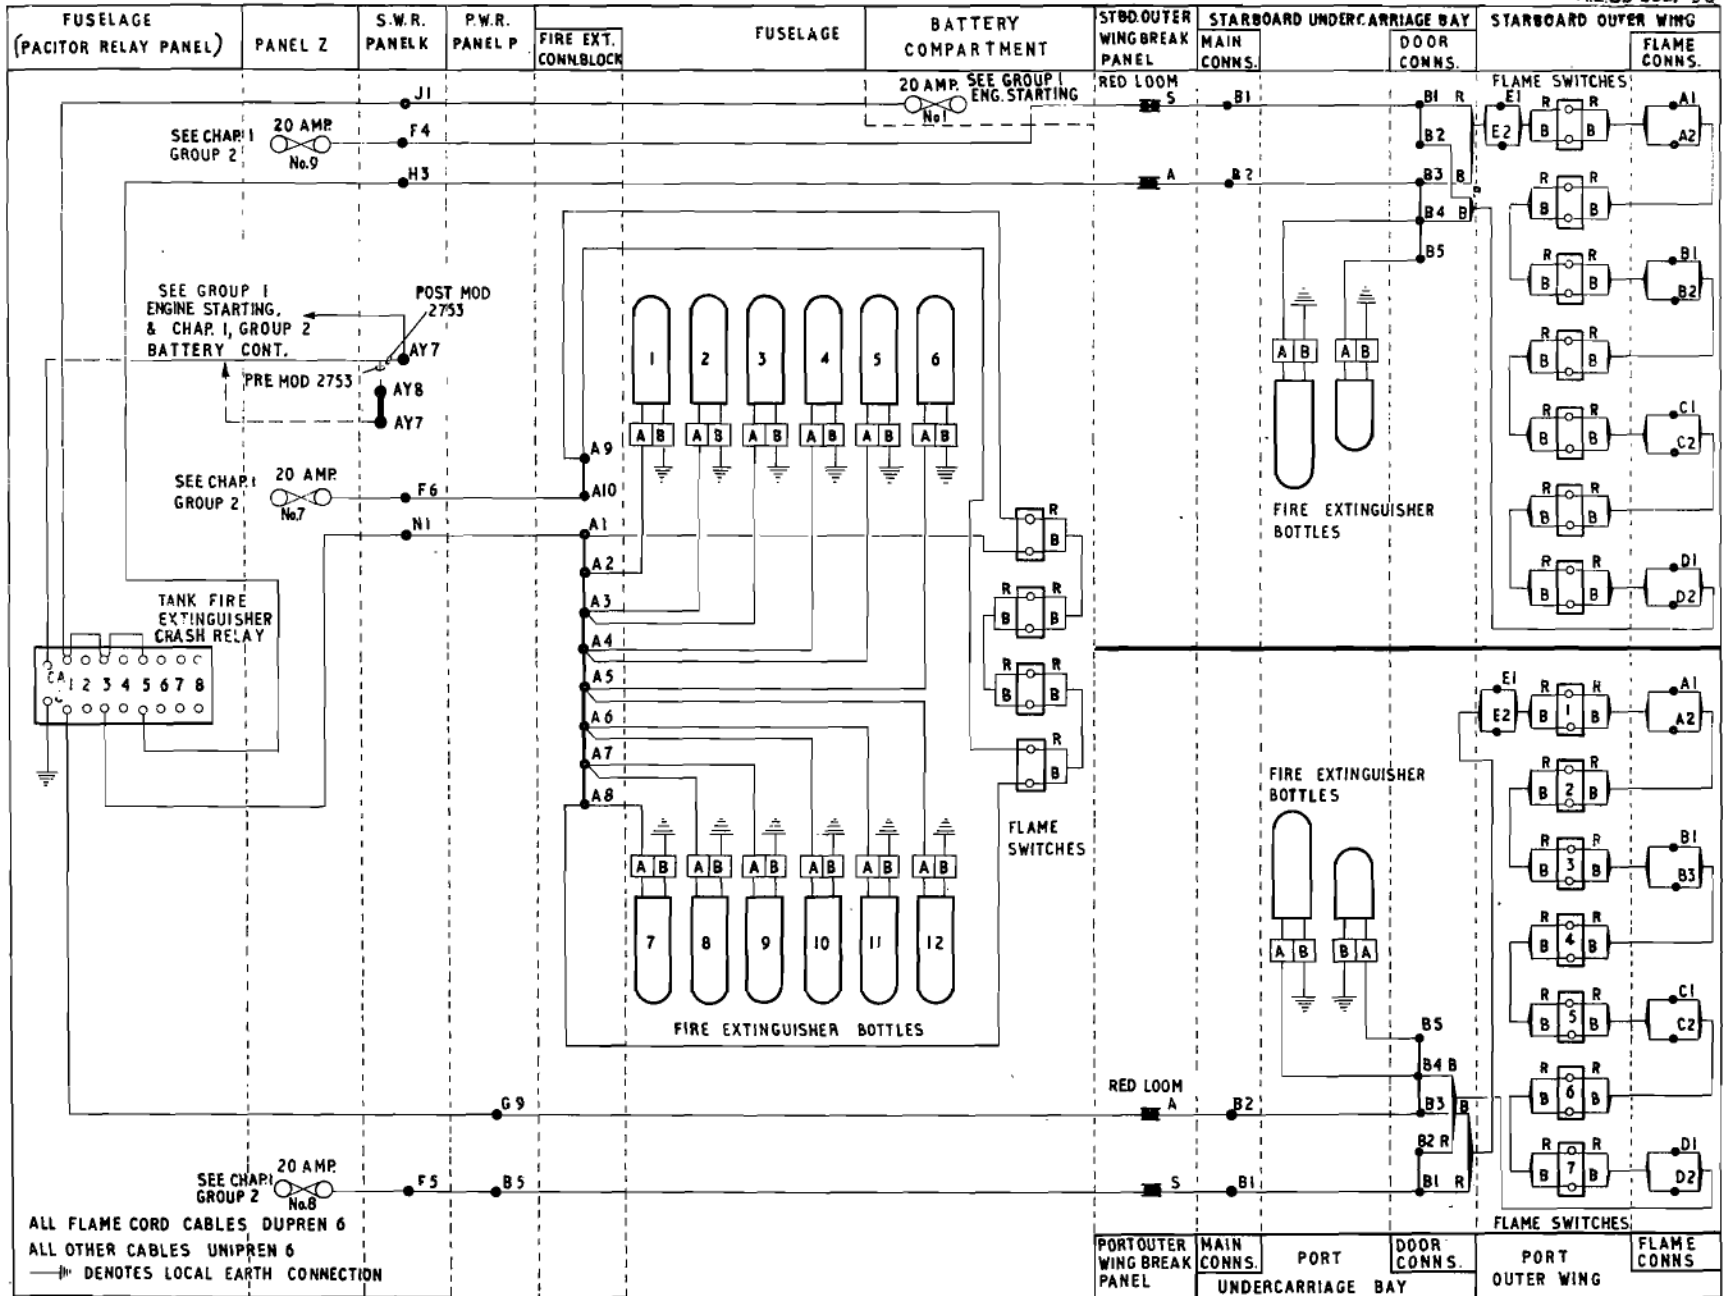 FUSELAGE
(PACITOR RELAY PANEL)
PANEL Z
S.W.R.
PANEL K
P.W.R.
PANEL P
FIRE EXT.
CONN.BLOCK
FUSELAGE
BATTERY
COMPARTMENT
STBD.OUTER
WING BREAK
PANEL
STARBOARD UNDERCARRIAGE BAY
MAIN
CONNS.
DOOR
CONNS.
STARBOARD OUTER WING
FLAME
CONNS.
J1
20 AMP.
No1
SEE GROUP 1
ENG. STARTING
RED LOOM
S
B1
B1 R
FLAME SWITCHES
SEE CHAP. 1
GROUP 2
20 AMP.
No.9
F4
B2
E1
E2
R R
B B
A1
A2
H3
A
B2
B3 B
B4 B
B5
R R
B B
R R
B B
B1
B2
SEE GROUP 1
ENGINE STARTING,
& CHAP. 1, GROUP 2
BATTERY CONT.
POST MOD
2753
AY7
PRE MOD 2753
AY8
AY7
1 2 3 4 5 6
A B A B A B A B A B A B
A B A B
R R
B B
R R
B B
C1
C2
A9
SEE CHAP. 1
GROUP 2
20 AMP.
No.7
F6
A10
N1
A1
A2
A3
A4
A5
A6
A7
A8
R
B
R R
B B
R R
B B
R
B
FLAME
SWITCHES
FIRE EXTINGUISHER
BOTTLES
R R
B B
R R
B B
D1
D2
TANK FIRE
EXTINGUISHER
CRASH RELAY
1 2 3 4 5 6 7 8
A B A B A B A B A B A B
7 8 9 10 11 12
FIRE EXTINGUISHER BOTTLES
E1
E2
R
B 1 B
A1
A2
FIRE EXTINGUISHER
BOTTLES
R R
B 2 B
R
B 3 B
B1
B3
A B B A
R R
B 4 B
R R
B 5 B
C1
C2
B5
B4 B
B3 B
B2 R
B1 R
R R
B 6 B
R R
B 7 B
D1
D2
G9
RED LOOM
A
B2
SEE CHAP.1
GROUP 2
20 AMP.
No.8
F5
B5
S
B1
FLAME SWITCHES
ALL FLAME CORD CABLES DUPREN 6
ALL OTHER CABLES UNIPREN 6
DENOTES LOCAL EARTH CONNECTION
PORT OUTER
WING BREAK
PANEL
MAIN
CONNS.
PORT
DOOR
CONNS.
UNDERCARRIAGE BAY
PORT
OUTER WING
FLAME
CONNS